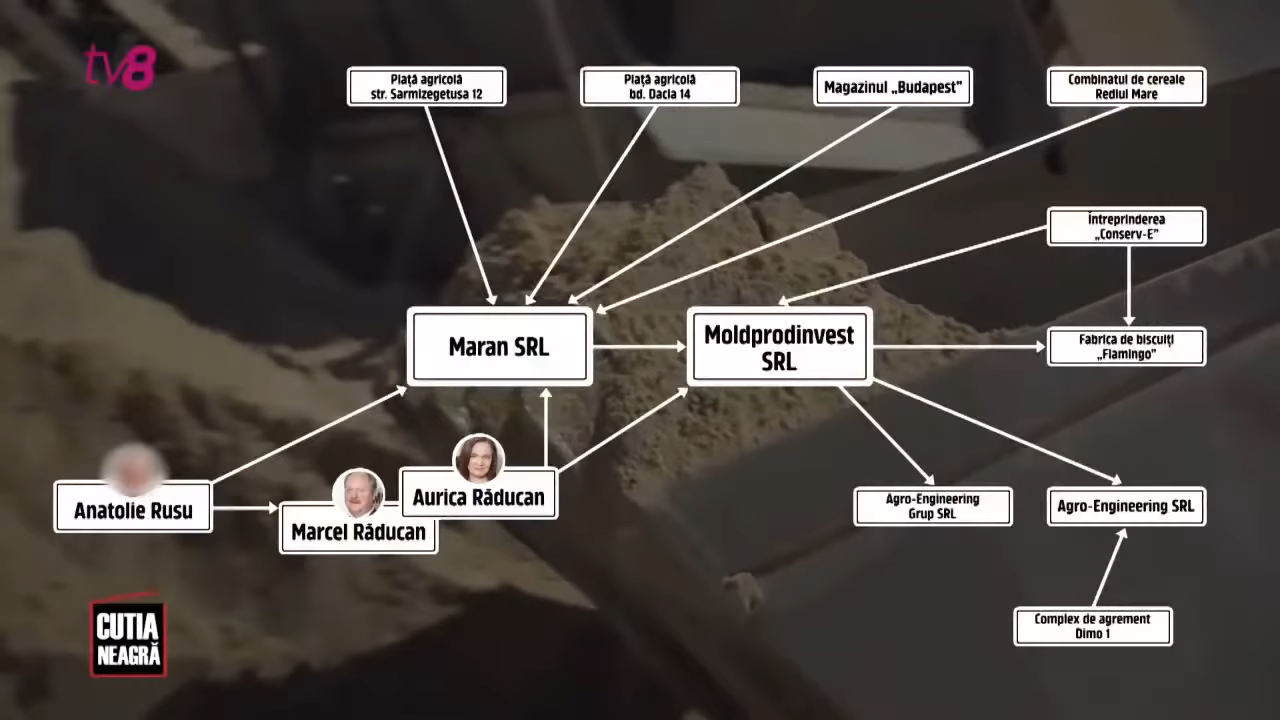 tv8
Piață agricolă
str. Sarmizegetusa 12
Piață agricolă
bd. Dacia 14
Magazinul „Budapest”
Combinatul de cereale
Rediul Mare
Întreprinderea
„Conserv-E”
Maran SRL
Moldprodinvest
SRL
Fabrica de biscuiți
„Flamingo”
Anatolie Rusu
Marcel Răducan
Aurica Răducan
Agro-Engineering
Grup SRL
Agro-Engineering SRL
Complex de agrement
Dimo 1
CUTIA
NEAGRĂ